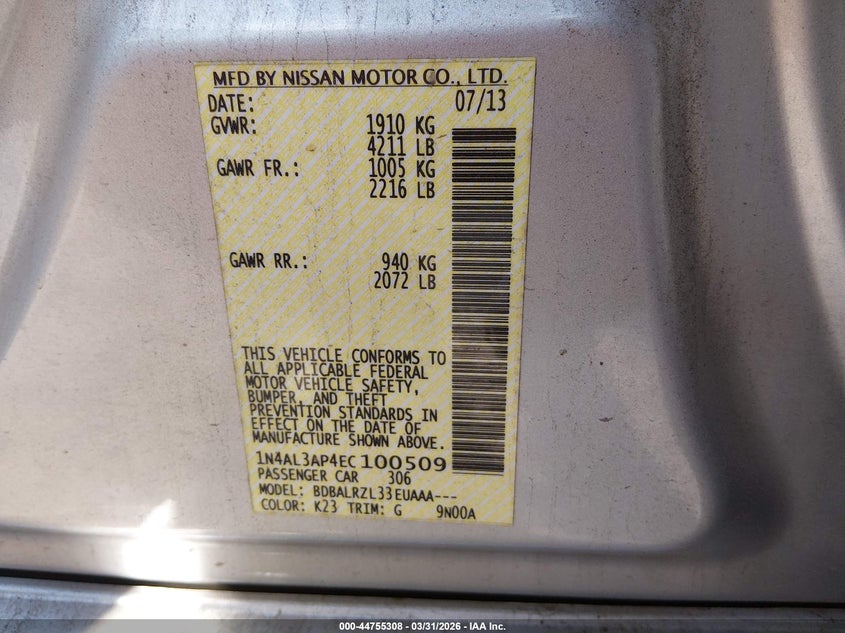 MFD BY NISSAN MOTOR CO., LTD.
DATE: 07/13
GVWR: 1910 KG
4211 LB
GAWR FR.: 1005 KG
2216 LB
GAWR RR.: 940 KG
2072 LB
THIS VEHICLE CONFORMS TO
ALL APPLICABLE FEDERAL
MOTOR VEHICLE SAFETY,
BUMPER, AND THEFT
PREVENTION STANDARDS IN
EFFECT ON THE DATE OF
MANUFACTURE SHOWN ABOVE.
1N4AL3AP4EC100509
PASSENGER CAR 306
MODEL: BDBALRZL33EUAAA---
COLOR: K23 TRIM: G 9N00A
000-44755308 | 03/31/2026 - IAA Inc.